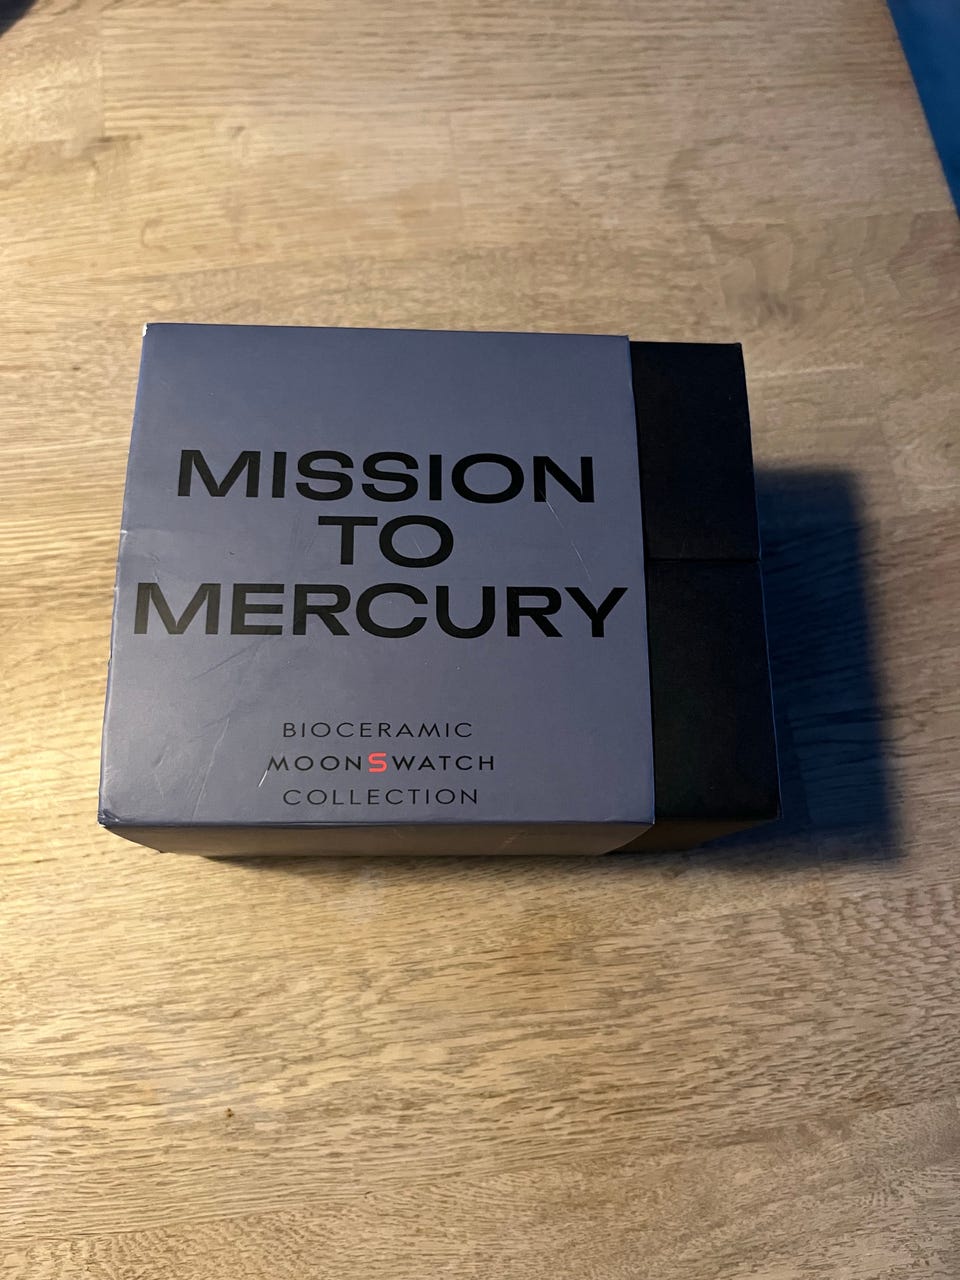 MISSION
TO
MERCURY
BIOCERAMIC
MOONSWATCH
COLLECTION